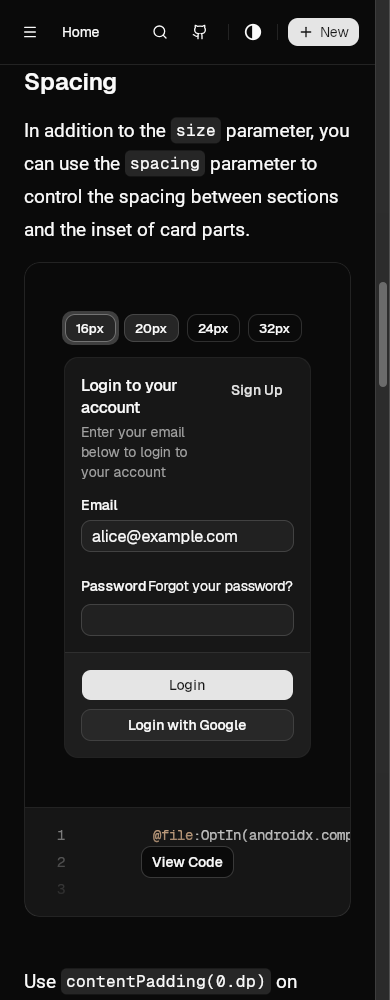 Home
New
Spacing
In addition to the size parameter, you
can use the spacing parameter to
control the spacing between sections
and the inset of card parts.
16px 20px 24px 32px
Login to your
account
Sign Up
Enter your email
below to login to
your account
Email
alice@example.com
Password Forgot your password?
Login
Login with Google
1 @file:OptIn(androidx.comp
2
View Code
3
Use contentPadding(0.dp) on